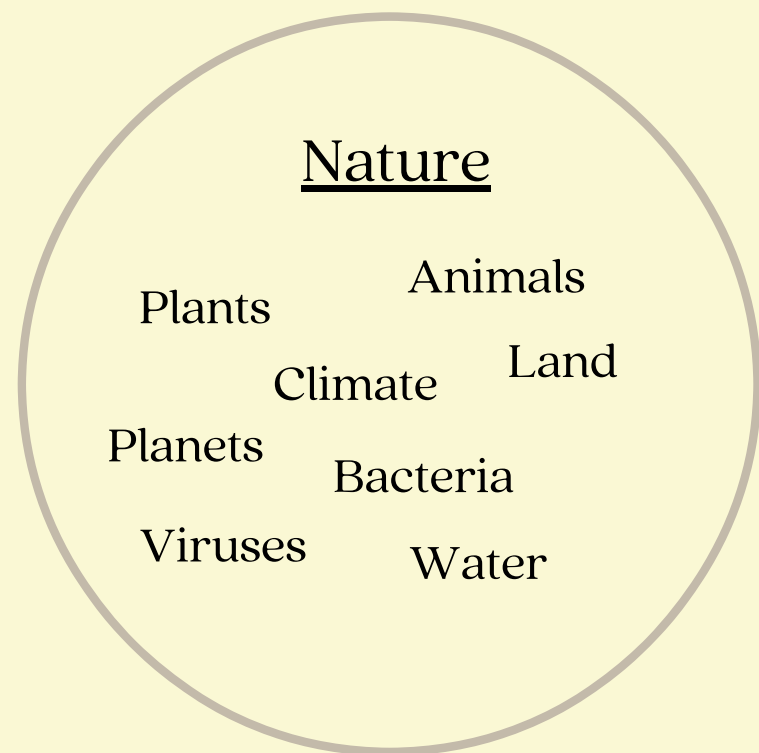 Nature
Animals
Plants
Land
Climate
Planets
Bacteria
Viruses
Water